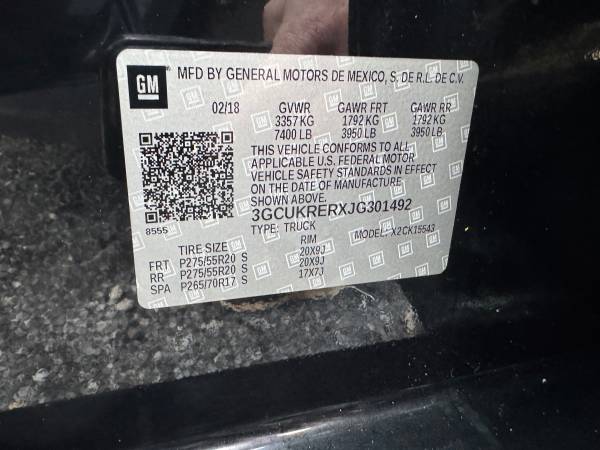 GM MFD BY GENERAL MOTORS DE MEXICO, S. DE R.L. DE C.V.
02/18 GVWR GAWR FRT GAWR RR
3357 KG 1792 KG 1792 KG
7400 LB 3950 LB 3950 LB
THIS VEHICLE CONFORMS TO ALL
APPLICABLE U.S. FEDERAL MOTOR
VEHICLE SAFETY STANDARDS IN EFFECT
ON THE DATE OF MANUFACTURE
SHOWN ABOVE.
3GCUKRERXJG301492
8555 TYPE: TRUCK MODEL: X2CK15543
TIRE SIZE RIM
FRT P275/55R20 S 20X9J
RR P275/55R20 S 20X9J
SPA P265/70R17 S 17X7J